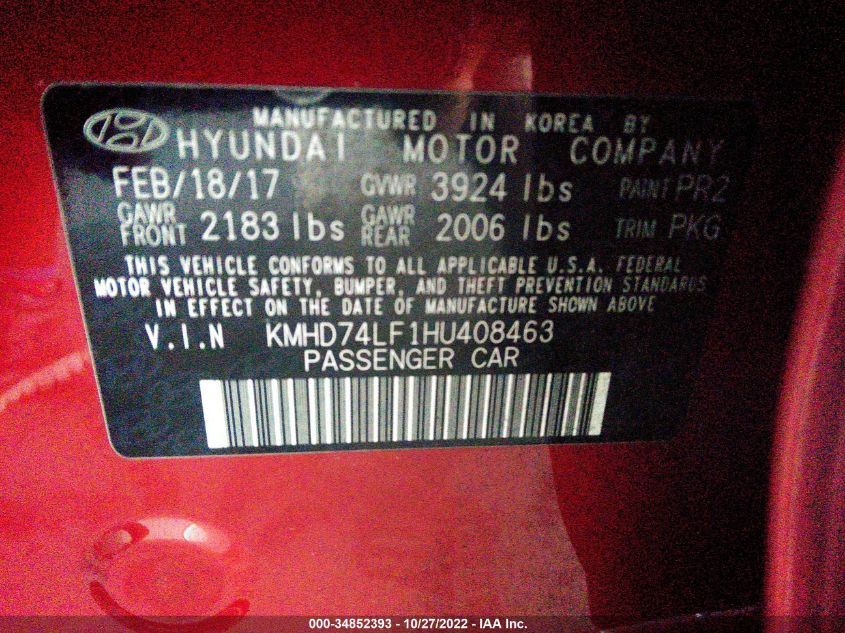 MANUFACTURED IN KOREA BY
HYUNDAI MOTOR COMPANY
FEB/18/17 GVWR 3924 lbs PAINT PR2
GAWR FRONT 2183 lbs GAWR REAR 2006 lbs TRIM PKG
THIS VEHICLE CONFORMS TO ALL APPLICABLE U.S.A. FEDERAL
MOTOR VEHICLE SAFETY, BUMPER, AND THEFT PREVENTION STANDARDS
IN EFFECT ON THE DATE OF MANUFACTURE SHOWN ABOVE
V.I.N KMHD74LF1HU408463
PASSENGER CAR
000-34852393 - 10/27/2022 - IAA Inc.